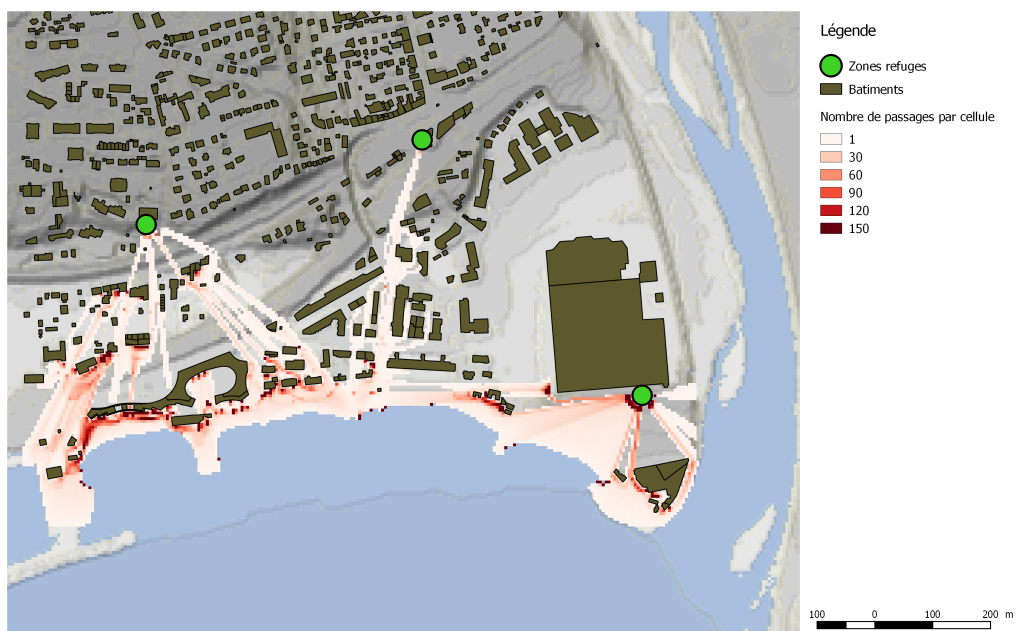 Légende
Zones refuges
Batiments
Nombre de passages par cellule
1
30
60
90
120
150
100 0 100 200 m